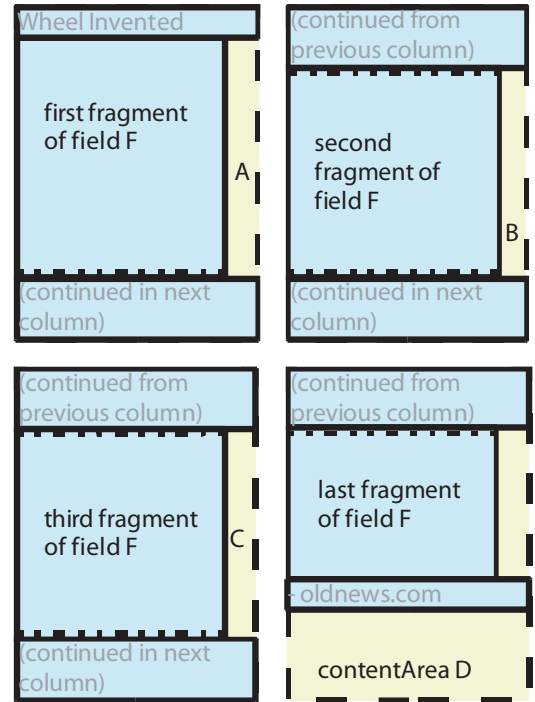 Wheel Invented
first fragment
of field F
A
(continued in next
column)
(continued from
previous column)
second
fragment of
field F
B
(continued in next
column)
(continued from
previous column)
third fragment
of field F
C
(continued in next
column)
(continued from
previous column)
last fragment
of field F
- oldnews.com
contentArea D